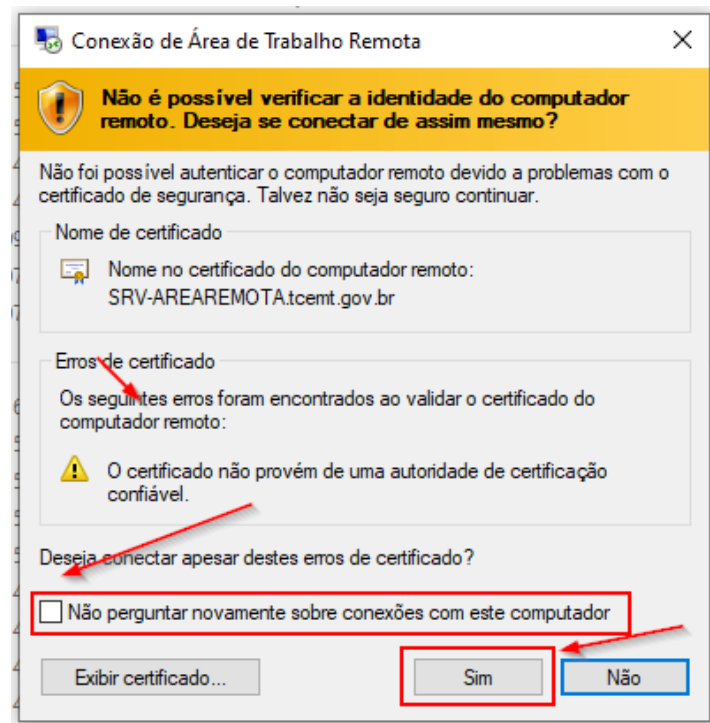 Conexão de Área de Trabalho Remota
Não é possível verificar a identidade do computador
remoto. Deseja se conectar de assim mesmo?
Não foi possível autenticar o computador remoto devido a problemas com o
certificado de segurança. Talvez não seja seguro continuar.
Nome de certificado
Nome no certificado do computador remoto:
SRV-AREAREMOTA.tcemt.gov.br
Erros de certificado
Os seguintes erros foram encontrados ao validar o certificado do
computador remoto:
O certificado não provém de uma autoridade de certificação
confiável.
Deseja conectar apesar destes erros de certificado?
Não perguntar novamente sobre conexões com este computador
Exibir certificado...
Sim
Não